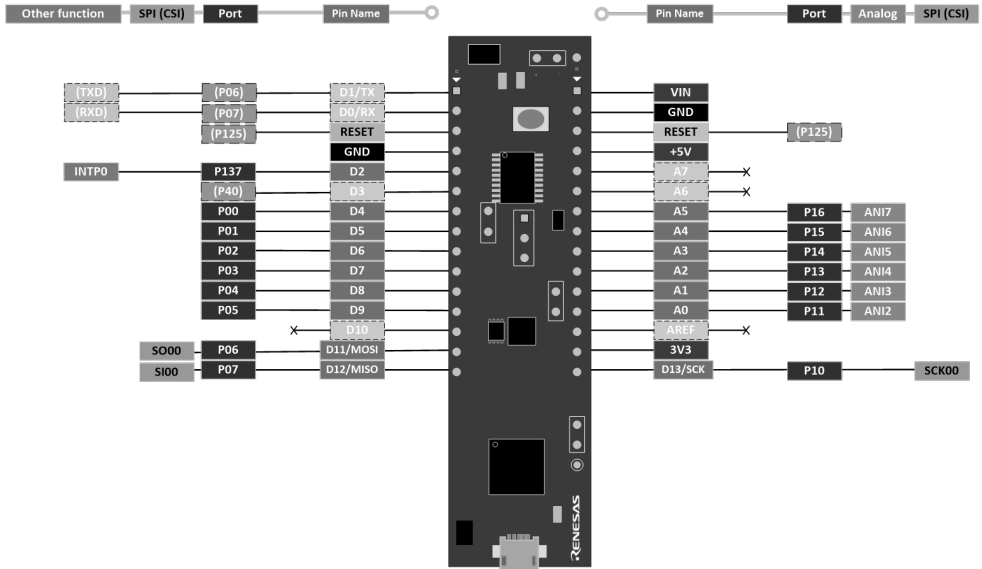 Other function SPI (CSI) Port Pin Name Pin Name Port Analog SPI (CSI)
(TXD) (P06) D1/TX VIN
(RXD) (P07) D0/RX GND
(P125) RESET RESET (P125)
GND +5V
INTP0 P137 D2 A7
(P40) D3 A6
P00 D4 A5 P16 ANI7
P01 D5 A4 P15 ANI6
P02 D6 A3 P14 ANI5
P03 D7 A2 P13 ANI4
P04 D8 A1 P12 ANI3
P05 D9 A0 P11 ANI2
D10 AREF
SO00 P06 D11/MOSI 3V3
SI00 P07 D12/MISO D13/SCK P10 SCK00
RENESAS